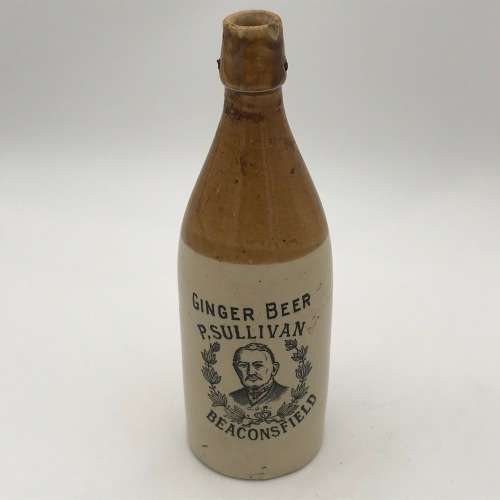 GINGER BEER
P. SULLIVAN
BEACONSFIELD